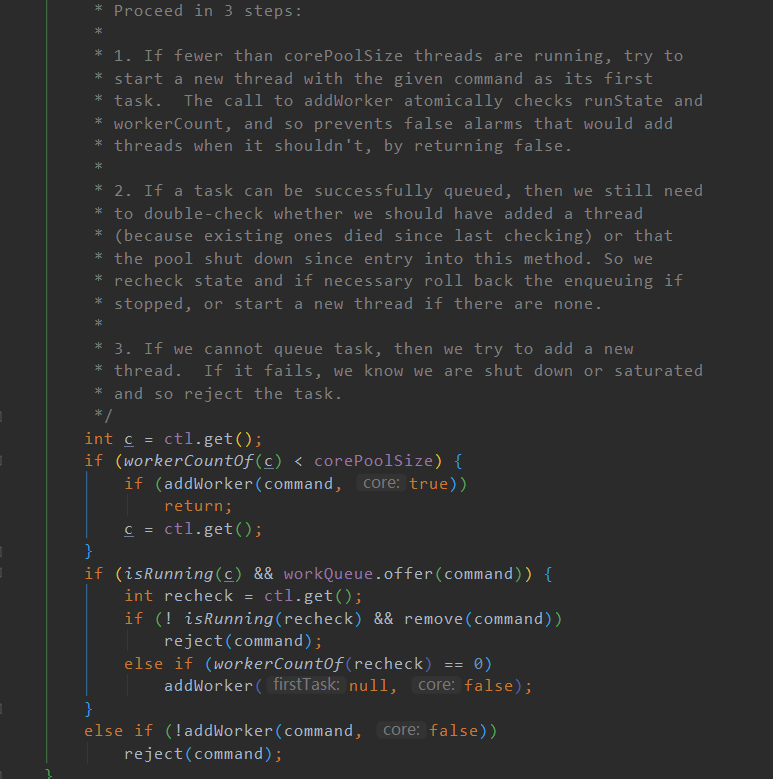 * Proceed in 3 steps:
*
* 1. If fewer than corePoolSize threads are running, try to
* start a new thread with the given command as its first
* task.  The call to addWorker atomically checks runState and
* workerCount, and so prevents false alarms that would add
* threads when it shouldn't, by returning false.
*
* 2. If a task can be successfully queued, then we still need
* to double-check whether we should have added a thread
* (because existing ones died since last checking) or that
* the pool shut down since entry into this method. So we
* recheck state and if necessary roll back the enqueuing if
* stopped, or start a new thread if there are none.
*
* 3. If we cannot queue task, then we try to add a new
* thread.  If it fails, we know we are shut down or saturated
* and so reject the task.
*/
int c = ctl.get();
if (workerCountOf(c) < corePoolSize) {
    if (addWorker(command, core: true))
        return;
    c = ctl.get();
}
if (isRunning(c) && workQueue.offer(command)) {
    int recheck = ctl.get();
    if (! isRunning(recheck) && remove(command))
        reject(command);
    else if (workerCountOf(recheck) == 0)
        addWorker( firstTask: null, core: false);
}
else if (!addWorker(command, core: false))
    reject(command);
}